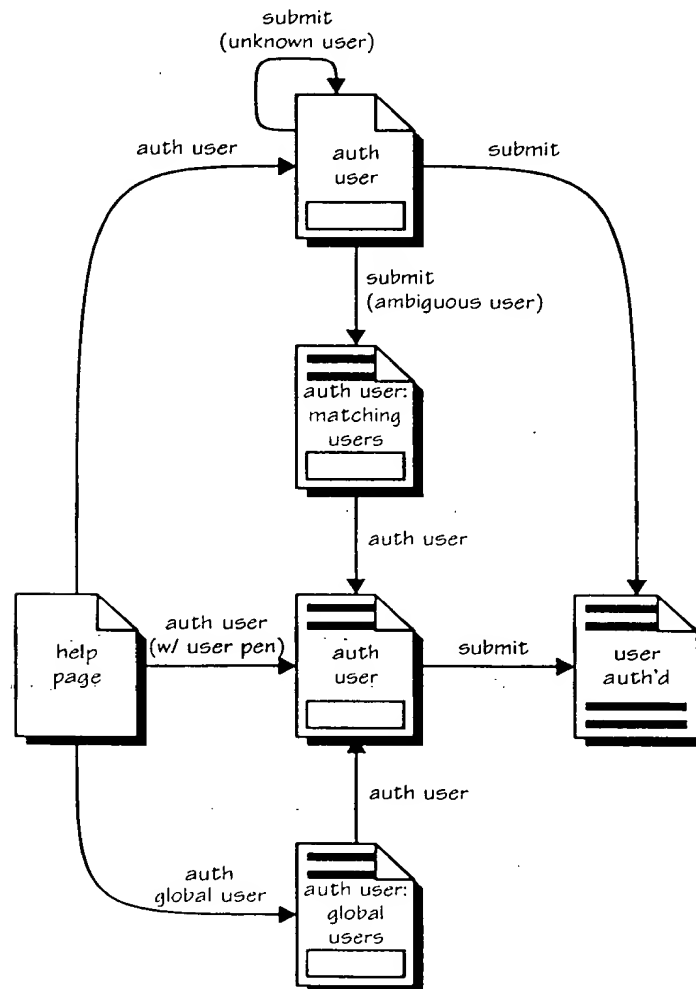 submit
(unknown user)
auth user
auth
user
submit
submit
(ambiguous user)
auth user:
matching
users
auth user
help
page
auth user
(w/ user pen)
auth
user
submit
user
auth'd
auth user
auth
global user
auth user:
global
users